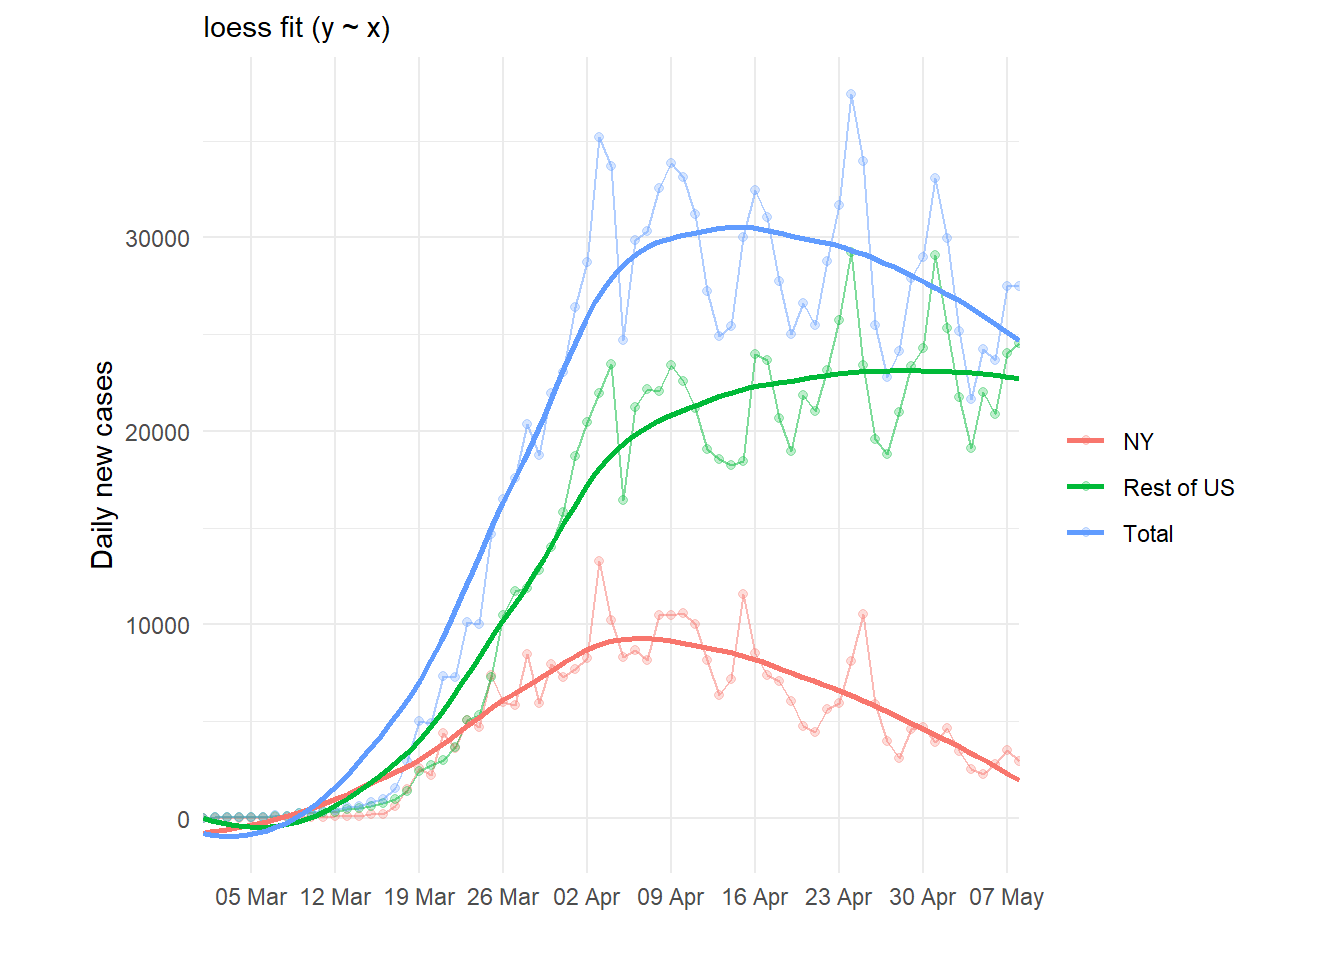 loess fit (y ~ x)
Daily new cases
30000
20000
10000
0
05 Mar 12 Mar 19 Mar 26 Mar 02 Apr 09 Apr 16 Apr 23 Apr 30 Apr 07 May
NY
Rest of US
Total